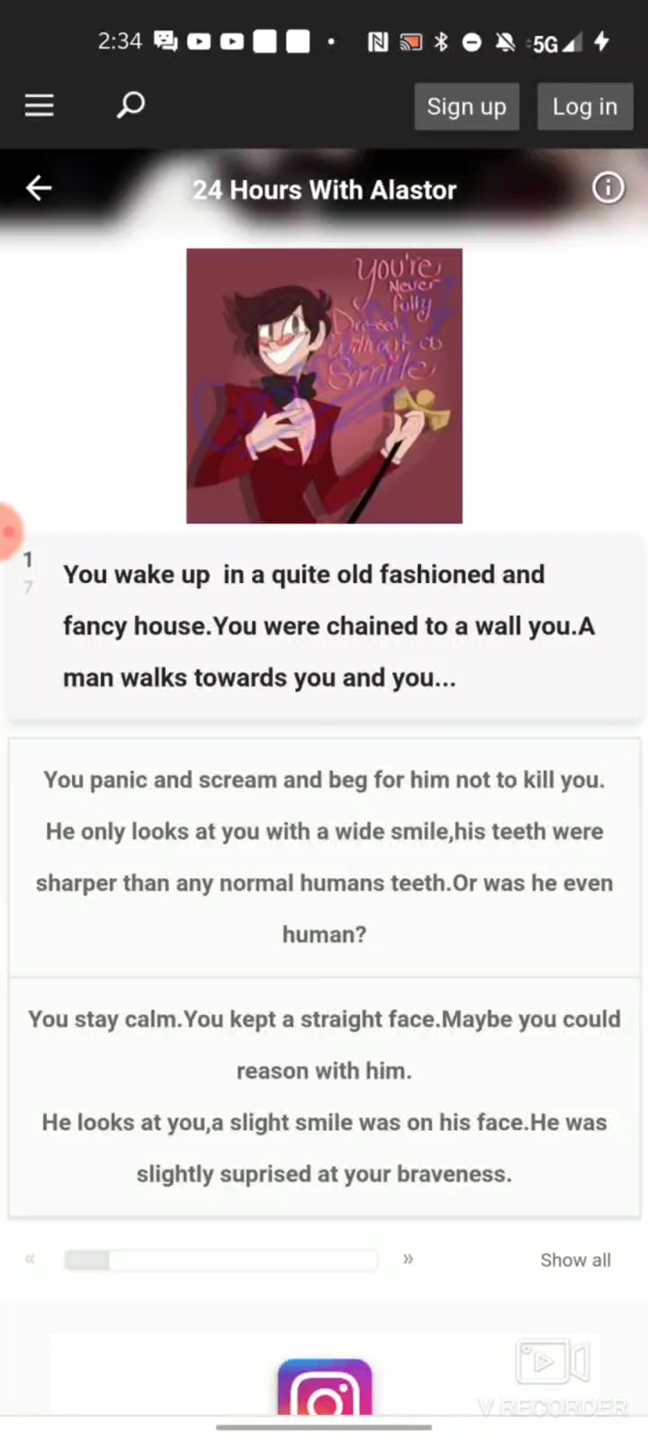 2:34
5G
Sign up
Log in
24 Hours With Alastor
You're
Never
fully
Dressed
Without a
Smile
1
7
You wake up  in a quite old fashioned and
fancy house.You were chained to a wall you.A
man walks towards you and you...
You panic and scream and beg for him not to kill you.
He only looks at you with a wide smile,his teeth were
sharper than any normal humans teeth.Or was he even
human?
You stay calm.You kept a straight face.Maybe you could
reason with him.
He looks at you,a slight smile was on his face.He was
slightly suprised at your braveness.
«
»
Show all
V RECORDER